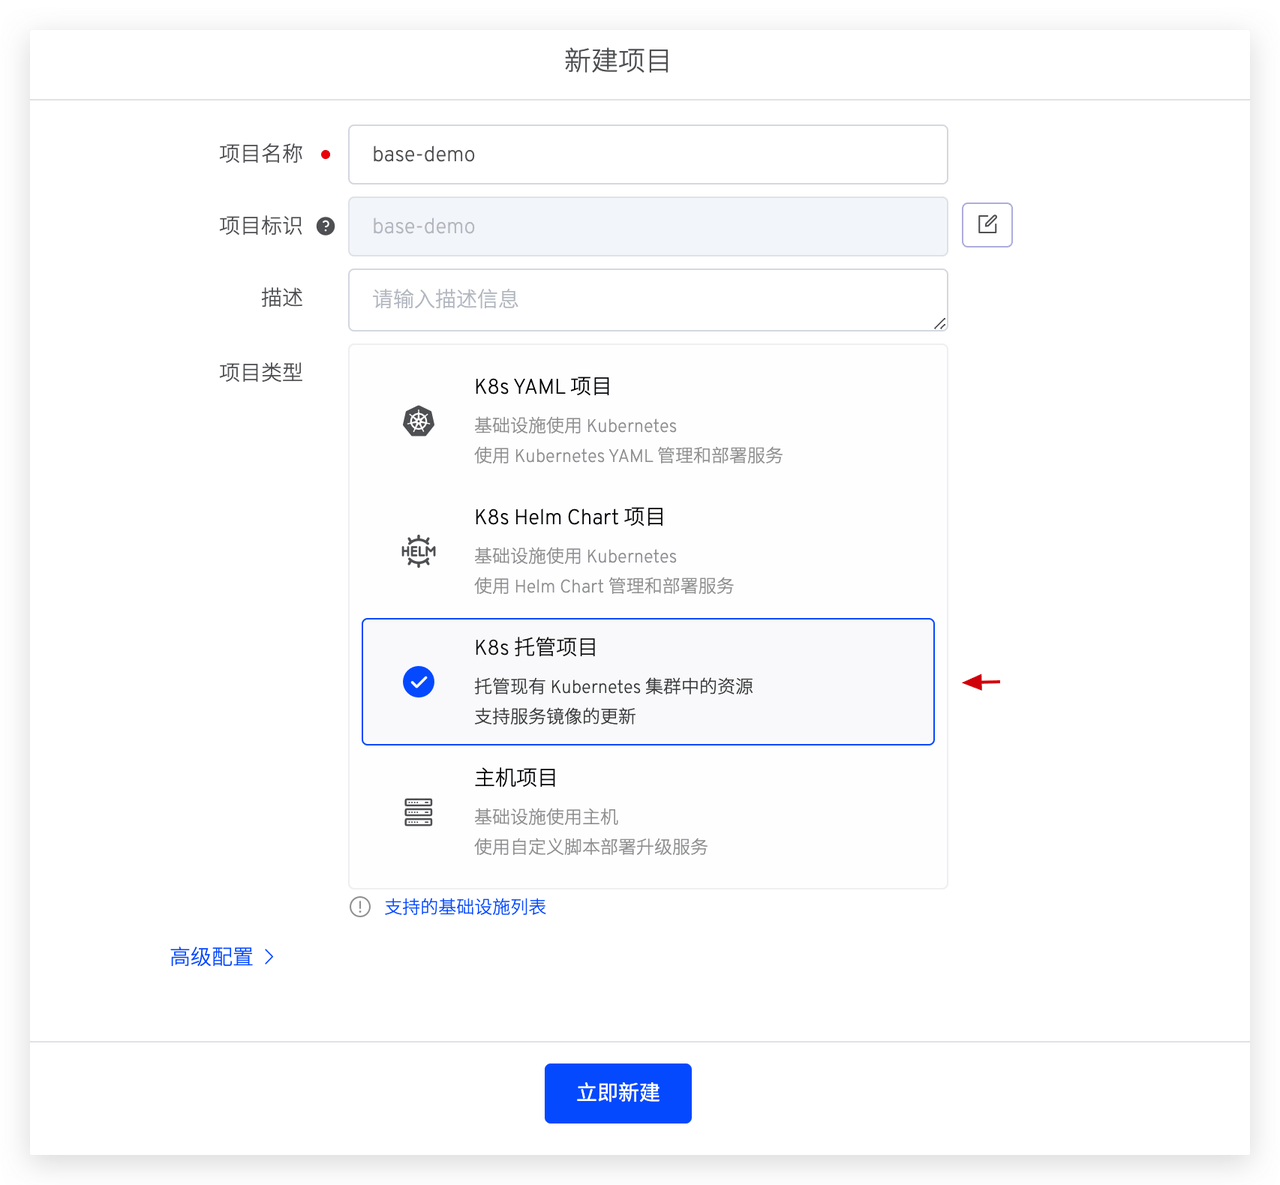 新建项目
项目名称
base-demo
项目标识
base-demo
描述
请输入描述信息
项目类型
K8s YAML 项目
基础设施使用 Kubernetes
使用 Kubernetes YAML 管理和部署服务
K8s Helm Chart 项目
HELM
基础设施使用 Kubernetes
使用 Helm Chart 管理和部署服务
K8s 托管项目
托管现有 Kubernetes 集群中的资源
支持服务镜像的更新
主机项目
基础设施使用主机
使用自定义脚本部署升级服务
支持的基础设施列表
高级配置
立即新建